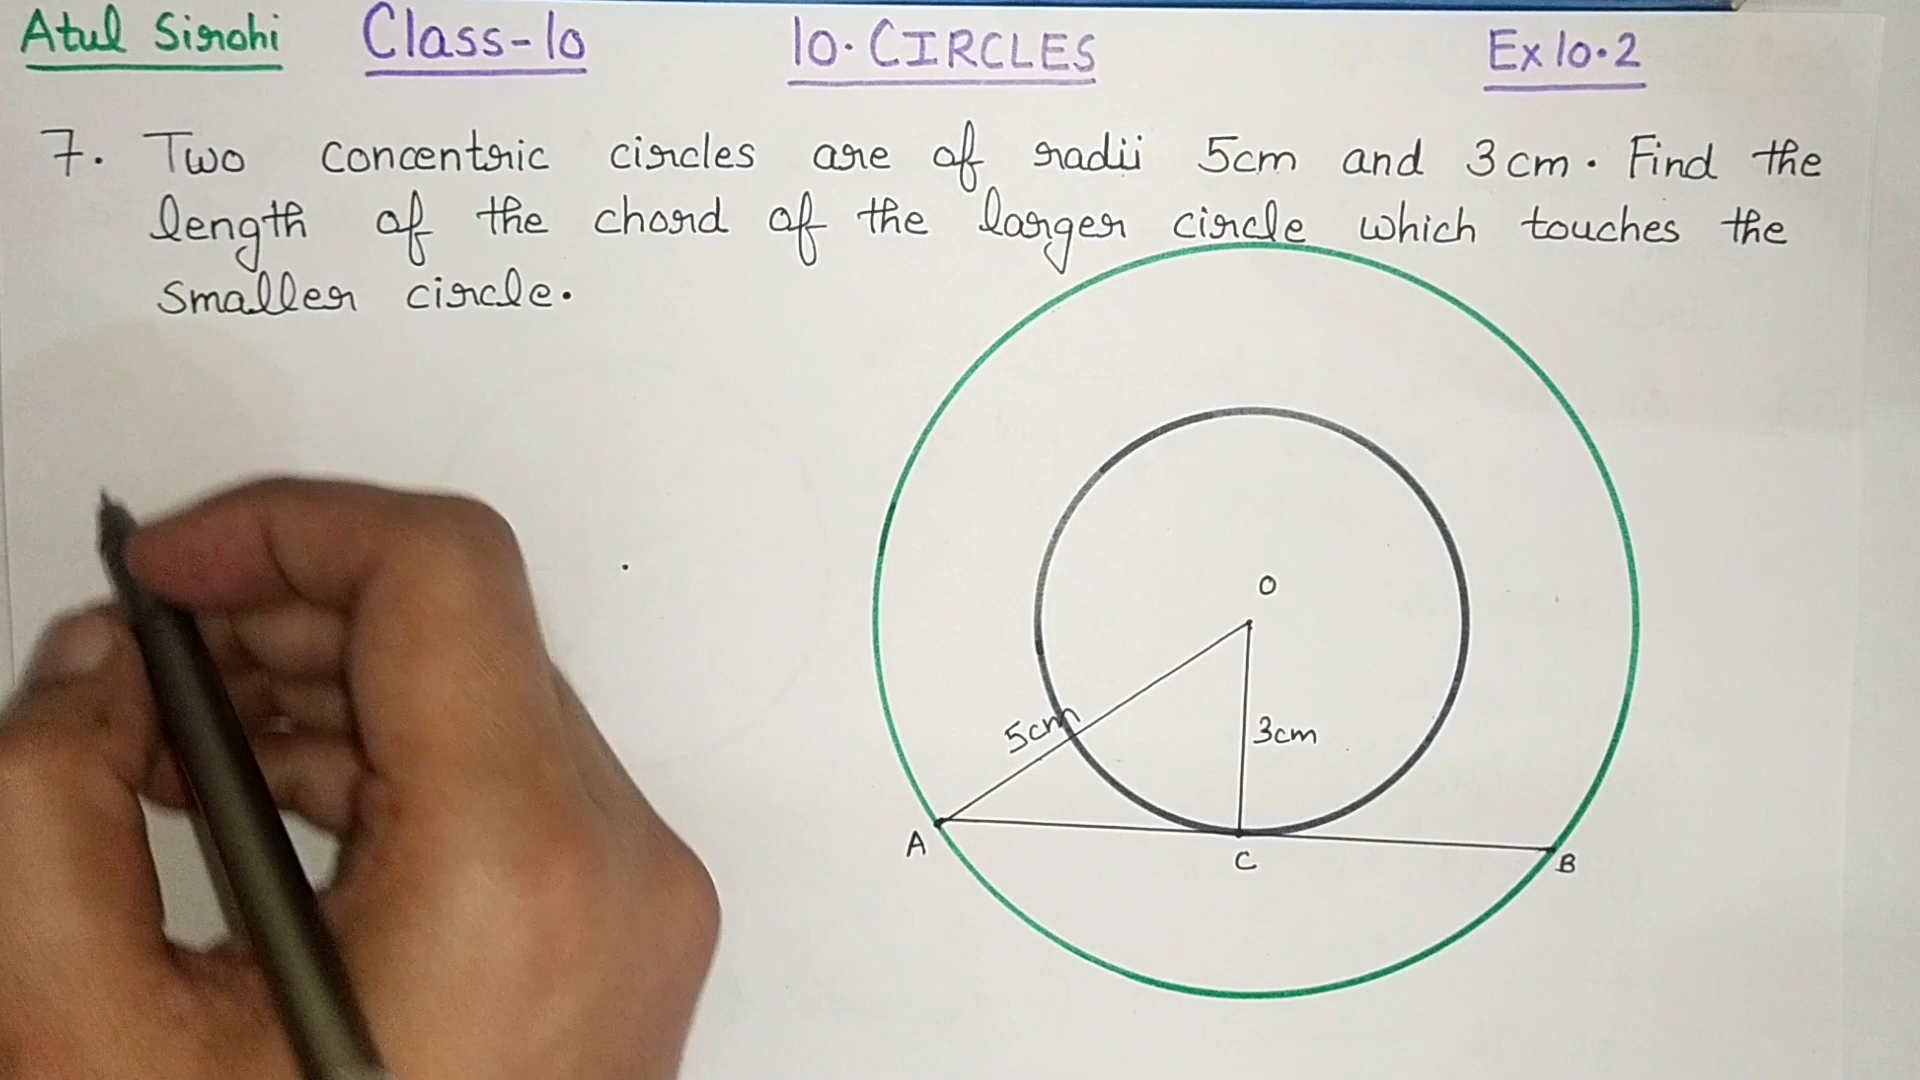 Atul Sirohi Class-10 10. CIRCLES Ex 10.2
7. Two concentric circles are of radii 5cm and 3cm. Find the
length of the chord of the larger circle which touches the
smaller circle.
O
5cm 3cm
A C B